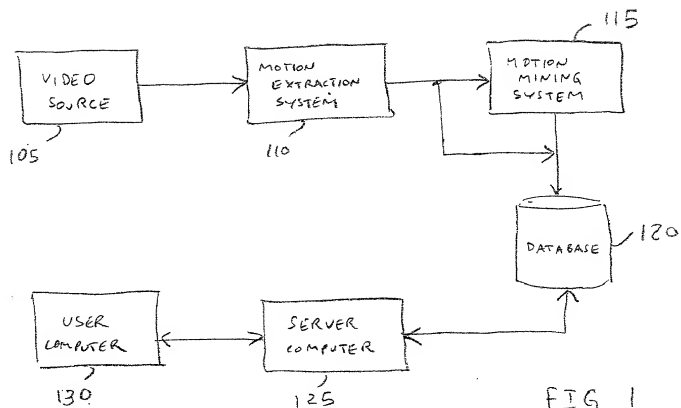 115
VIDEO
SOURCE
105
MOTION
EXTRACTION
SYSTEM
110
MOTION
MINING
SYSTEM
DATABASE
120
USER
COMPUTER
130
SERVER
COMPUTER
125
FIG 1